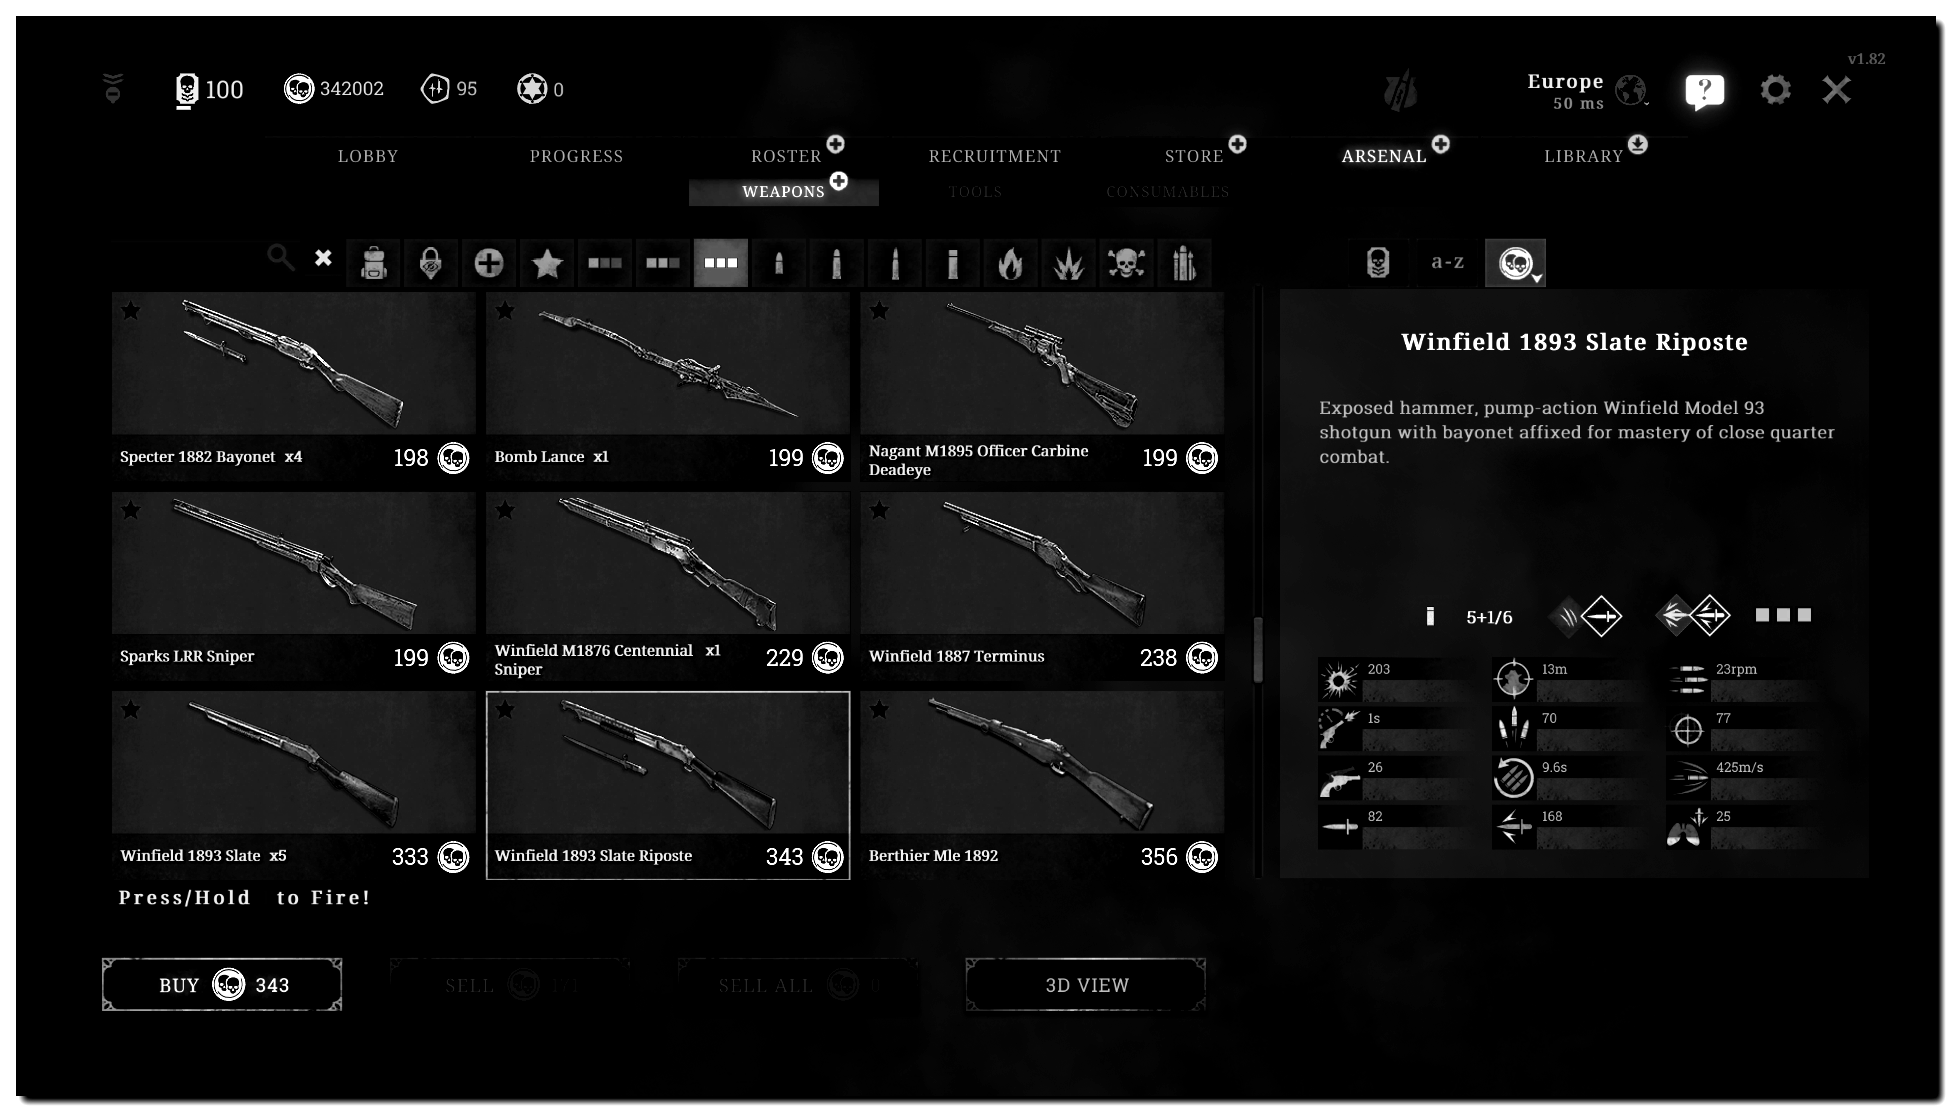 v1.82
100
342002
95
0
Europe
50 ms
?
LOBBY
PROGRESS
ROSTER
RECRUITMENT
STORE
ARSENAL
LIBRARY
WEAPONS
TOOLS
CONSUMABLES
a-z
Specter 1882 Bayonet x4
198
Bomb Lance x1
199
Nagant M1895 Officer Carbine
Deadeye
199
Sparks LRR Sniper
199
Winfield M1876 Centennial x1
Sniper
229
Winfield 1887 Terminus
238
Winfield 1893 Slate x5
333
Winfield 1893 Slate Riposte
343
Berthier Mle 1892
356
Winfield 1893 Slate Riposte
Exposed hammer, pump-action Winfield Model 93
shotgun with bayonet affixed for mastery of close quarter
combat.
5+1/6
203
13m
23rpm
1s
70
77
26
9.6s
425m/s
82
168
25
Press/Hold to Fire!
BUY 343
SELL 171
SELL ALL 0
3D VIEW